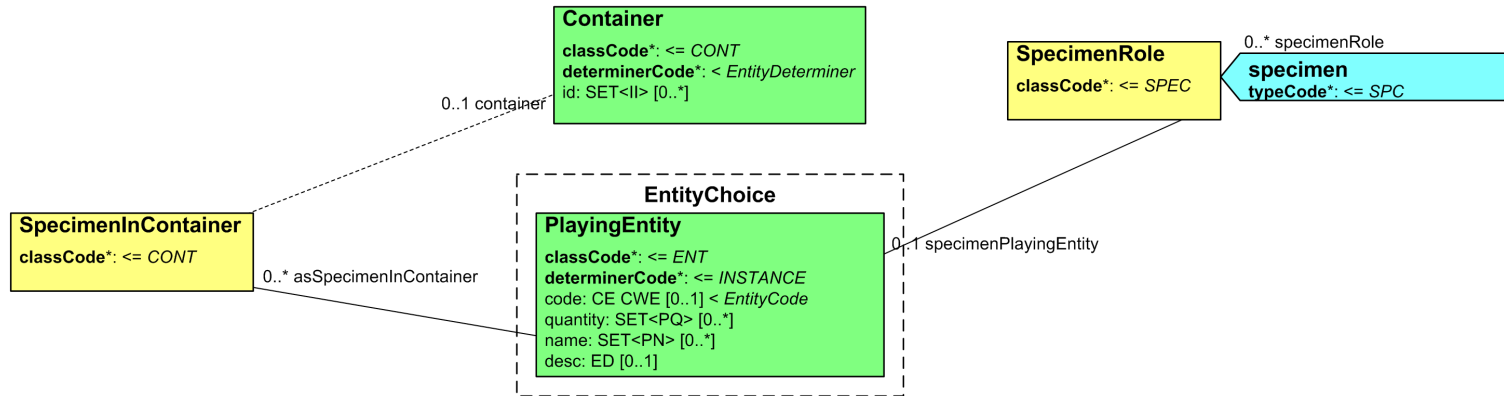 Container
classCode*: <= CONT
determinerCode*: < EntityDeterminer
id: SET<II> [0..*]
0..1 container
SpecimenRole
classCode*: <= SPEC
0..* specimenRole
specimen
typeCode*: <= SPC
SpecimenInContainer
classCode*: <= CONT
0..* asSpecimenInContainer
EntityChoice
PlayingEntity
classCode*: <= ENT
determinerCode*: <= INSTANCE
code: CE CWE [0..1] < EntityCode
quantity: SET<PQ> [0..*]
name: SET<PN> [0..*]
desc: ED [0..1]
0..1 specimenPlayingEntity